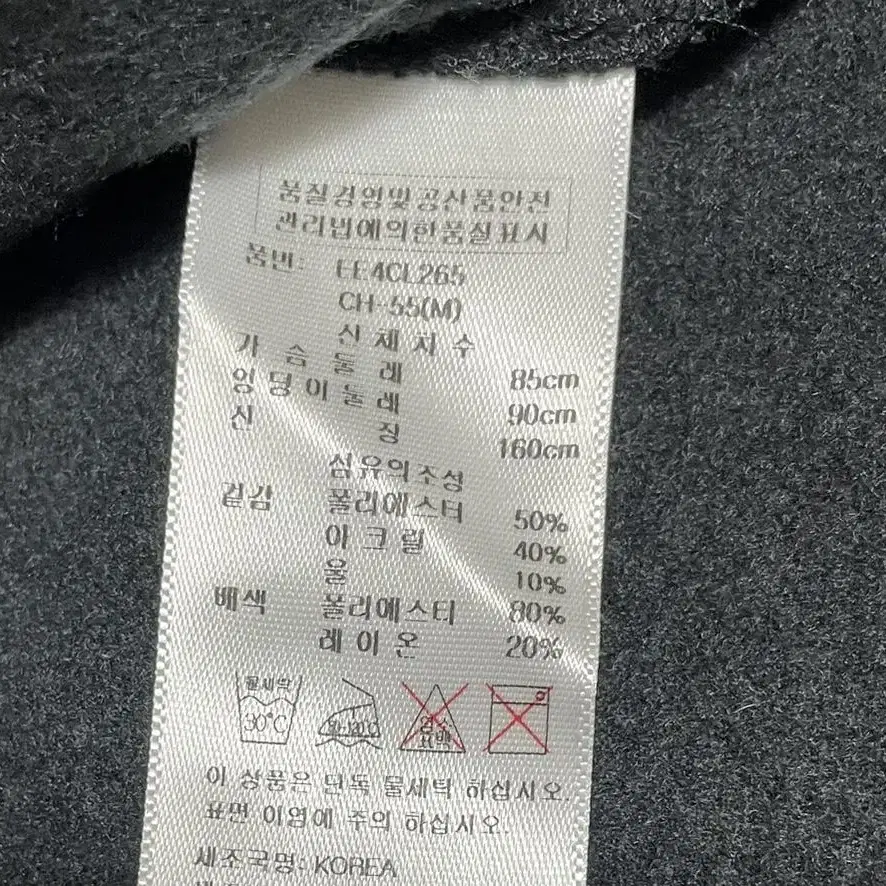 품질경영및공산품안전
관리법에의한품질표시
품번: EE4CL265
CH-55(M)
신체치수
가슴둘레 85cm
엉덩이둘레 90cm
신장 160cm
섬유의조성
겉감 폴리에스터 50%
아크릴 40%
울 10%
배색 폴리에스터 80%
레이온 20%
물세탁
30°C
염소
표백
이 상품은 단독 물세탁 하십시오.
표면 이염에 주의 하십시오.
제조국명: KOREA